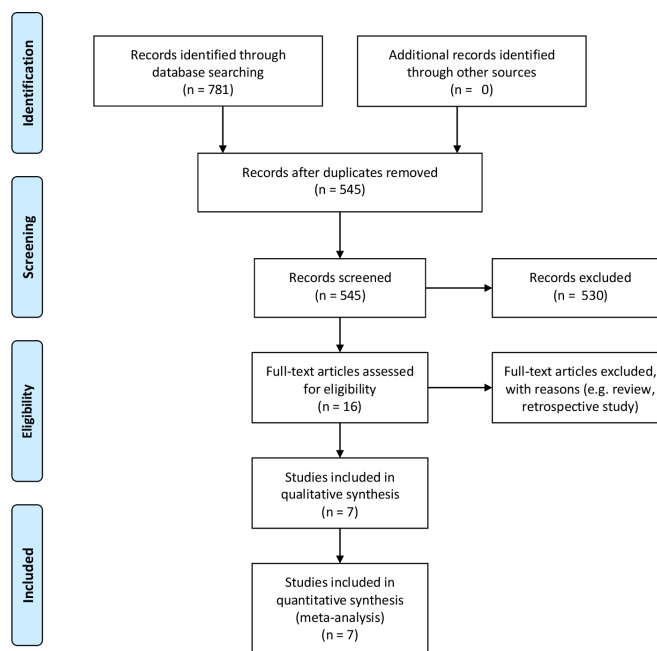 Identification
Records identified through
database searching
(n = 781)
Additional records identified
through other sources
(n = 0)
Records after duplicates removed
(n = 545)
Screening
Records screened
(n = 545)
Records excluded
(n = 530)
Eligibility
Full-text articles assessed
for eligibility
(n = 16)
Full-text articles excluded,
with reasons (e.g. review,
retrospective study)
Studies included in
qualitative synthesis
(n = 7)
Included
Studies included in
quantitative synthesis
(meta-analysis)
(n = 7)